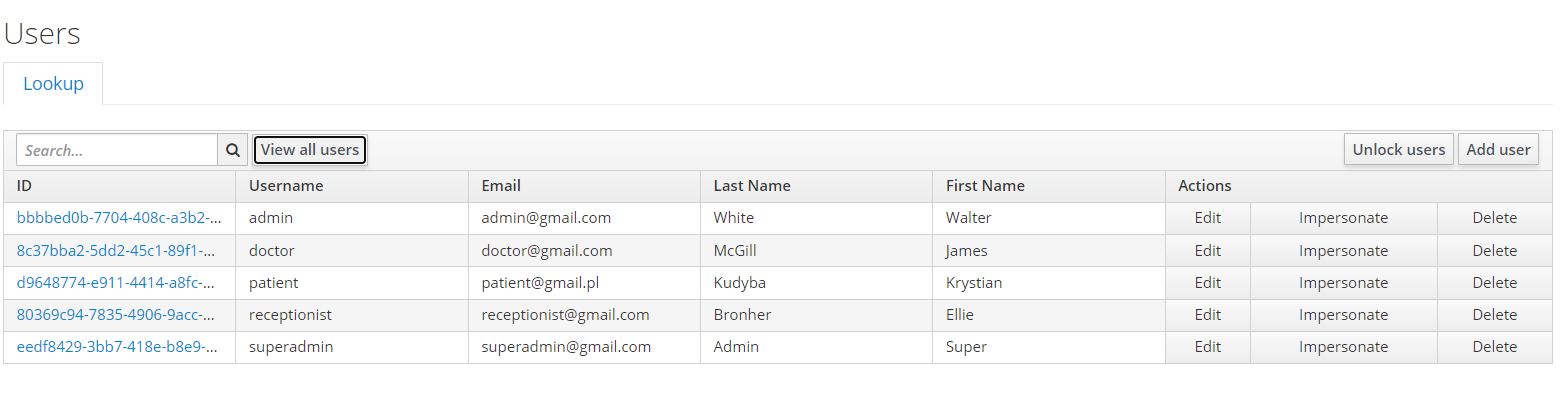 Users
Lookup
Search... View all users Unlock users Add user
ID Username Email Last Name First Name Actions
bbbbed0b-7704-408c-a3b2-... admin admin@gmail.com White Walter Edit Impersonate Delete
8c37bba2-5dd2-45c1-89f1-... doctor doctor@gmail.com McGill James Edit Impersonate Delete
d9648774-e911-4414-a8fc-... patient patient@gmail.pl Kudyba Krystian Edit Impersonate Delete
80369c94-7835-4906-9acc-... receptionist receptionist@gmail.com Bronher Ellie Edit Impersonate Delete
eedf8429-3bb7-418e-b8e9-... superadmin superadmin@gmail.com Admin Super Edit Impersonate Delete